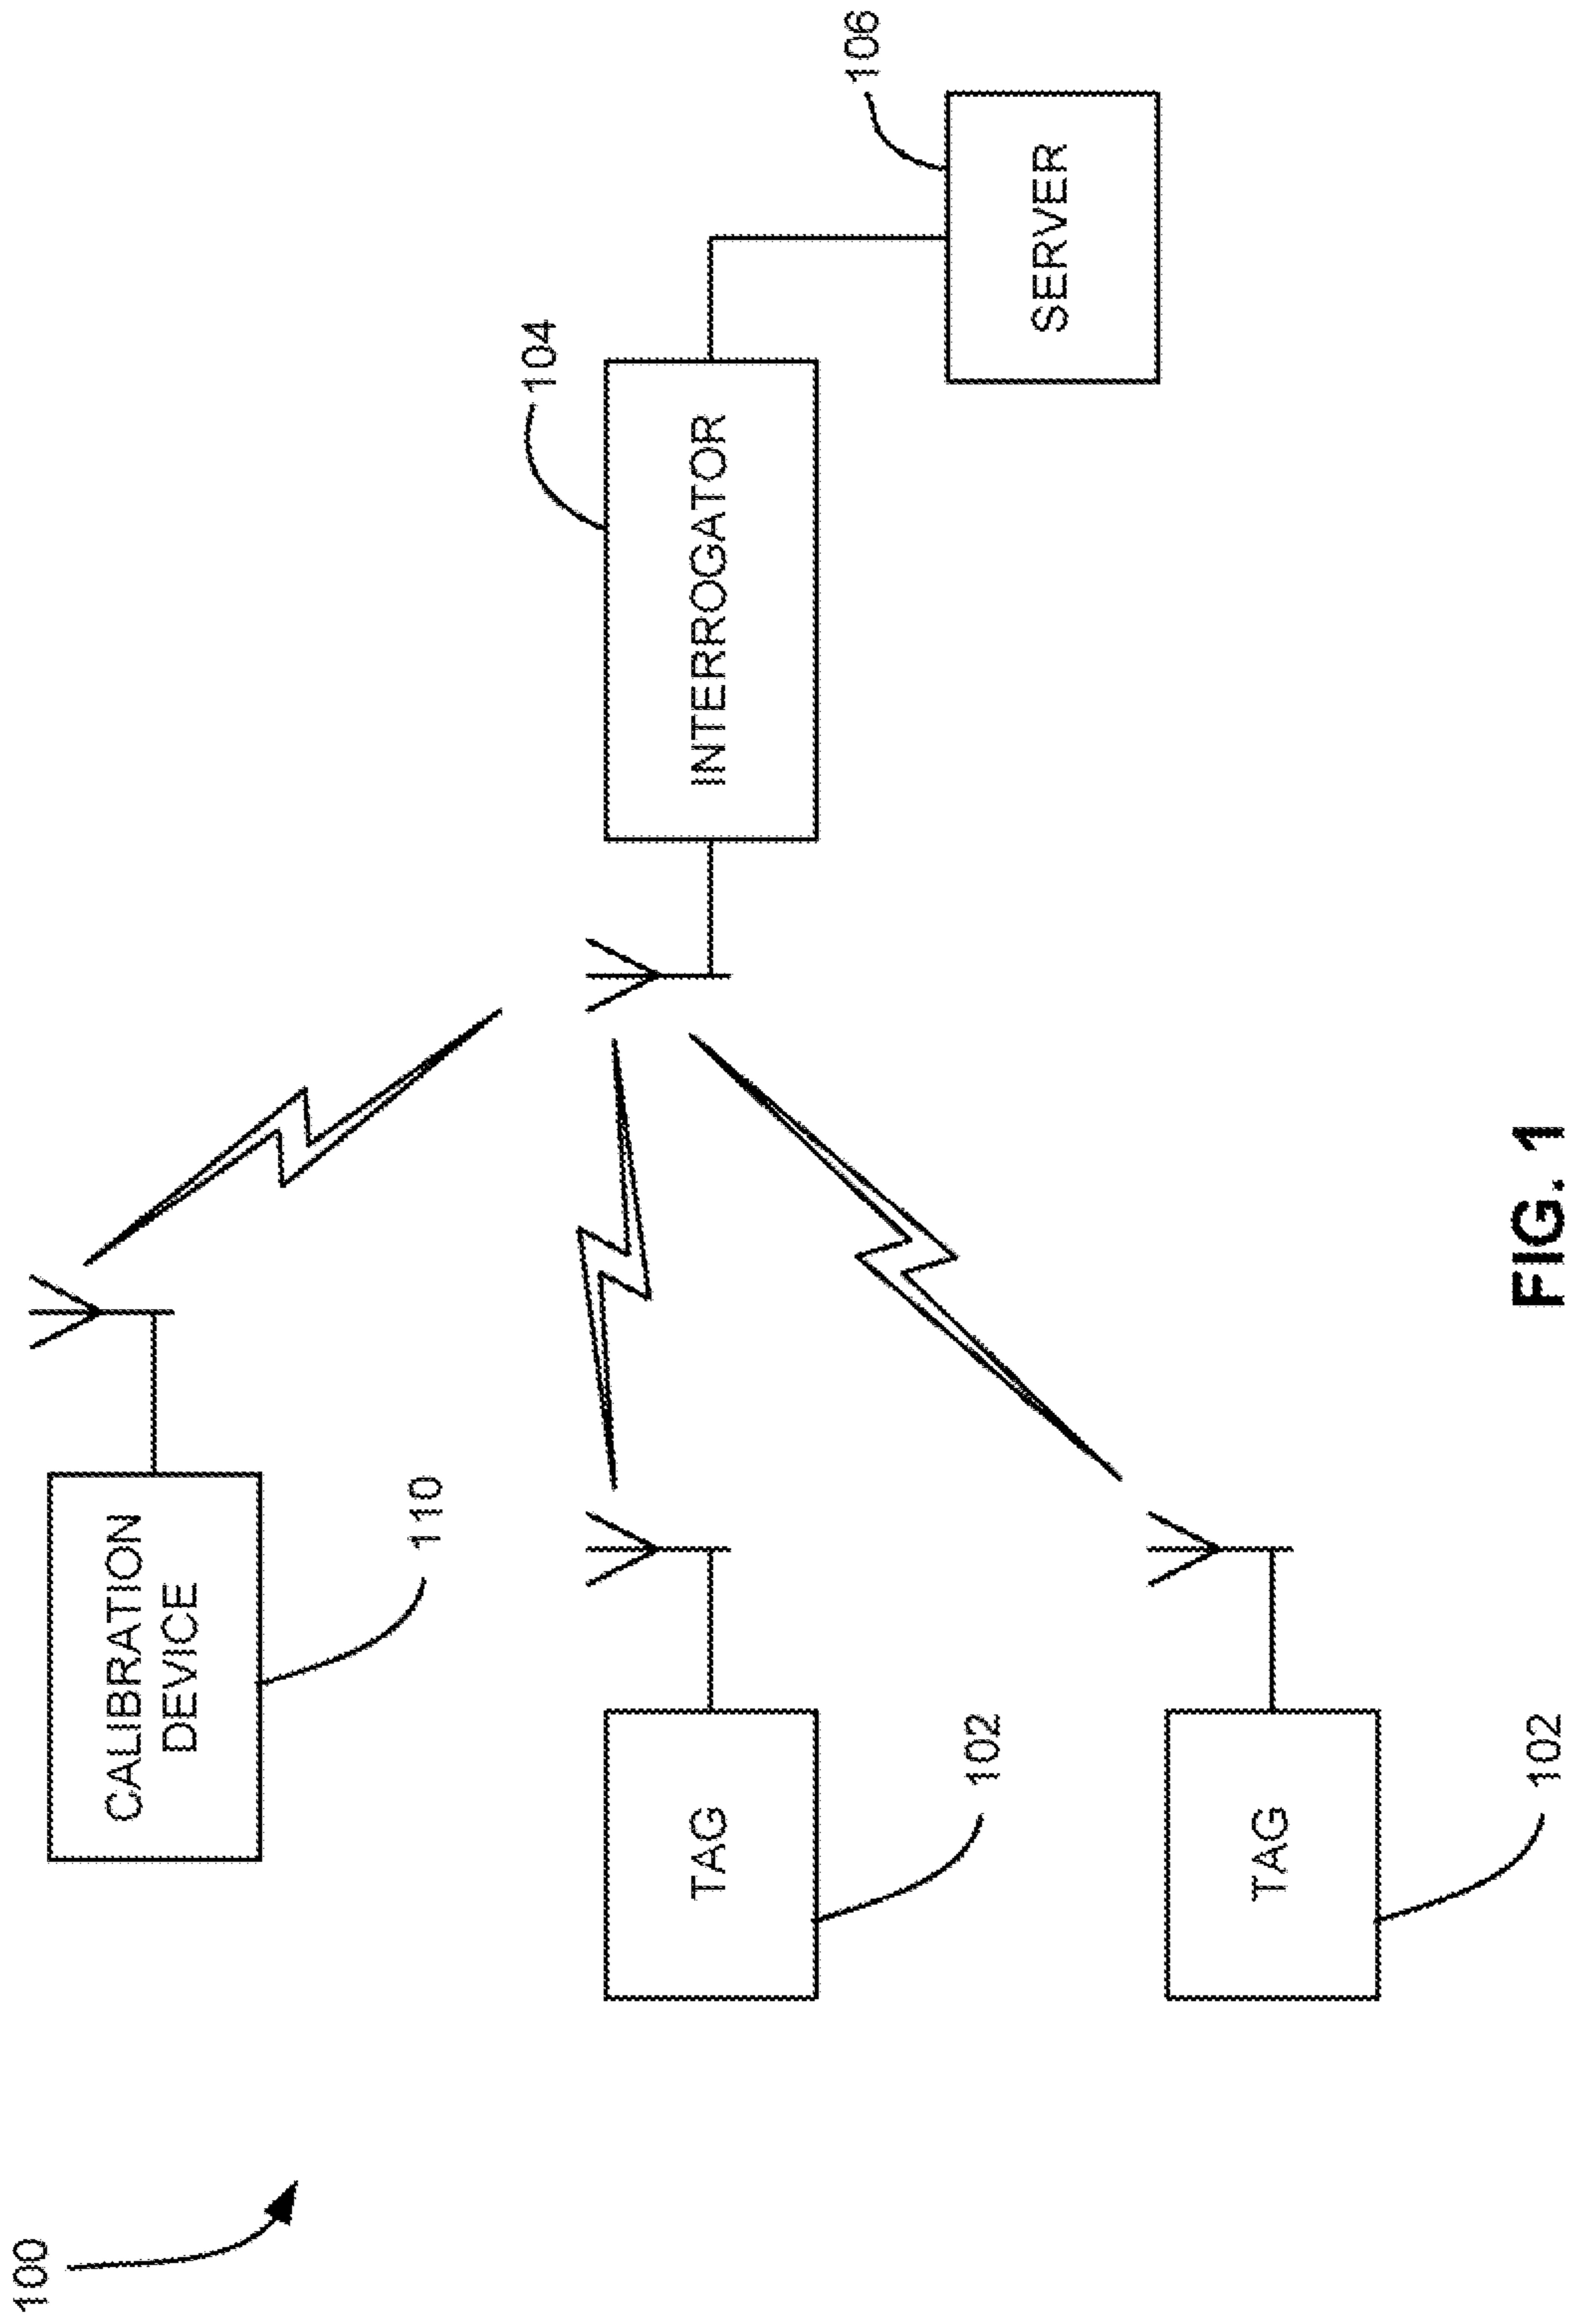 100
CALIBRATION
DEVICE
110
106
104
INTERROGATOR
SERVER
TAG
102
TAG
102
FIG. 1